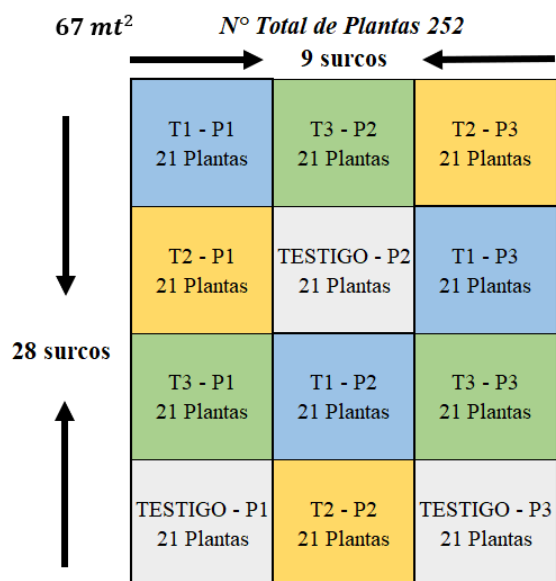 67 mt² N° Total de Plantas 252
9 surcos
T1 - P1 T3 - P2 T2 - P3
21 Plantas 21 Plantas 21 Plantas
T2 - P1 TESTIGO - P2 T1 - P3
21 Plantas 21 Plantas 21 Plantas
28 surcos
T3 - P1 T1 - P2 T3 - P3
21 Plantas 21 Plantas 21 Plantas
TESTIGO - P1 T2 - P2 TESTIGO - P3
21 Plantas 21 Plantas 21 Plantas